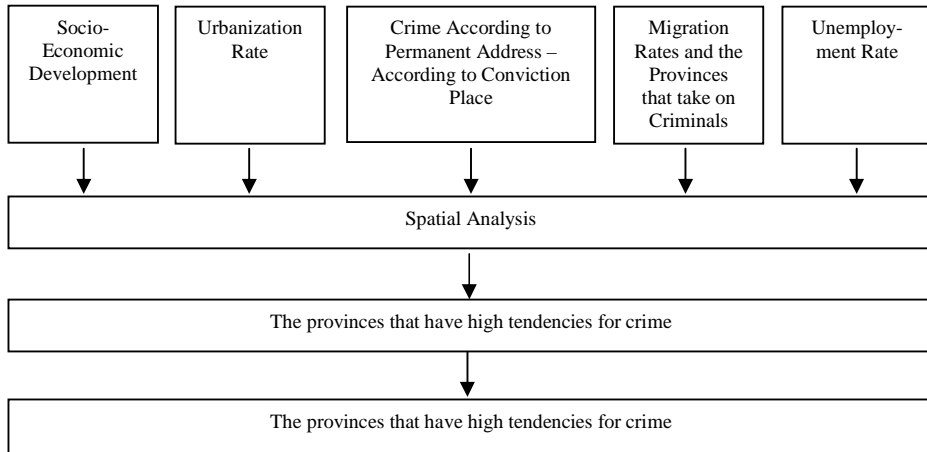 Socio-
Economic
Development
Urbanization
Rate
Crime According to
Permanent Address –
According to Conviction
Place
Migration
Rates and the
Provinces
that take on
Criminals
Unemploy-
ment Rate
Spatial Analysis
The provinces that have high tendencies for crime
The provinces that have high tendencies for crime